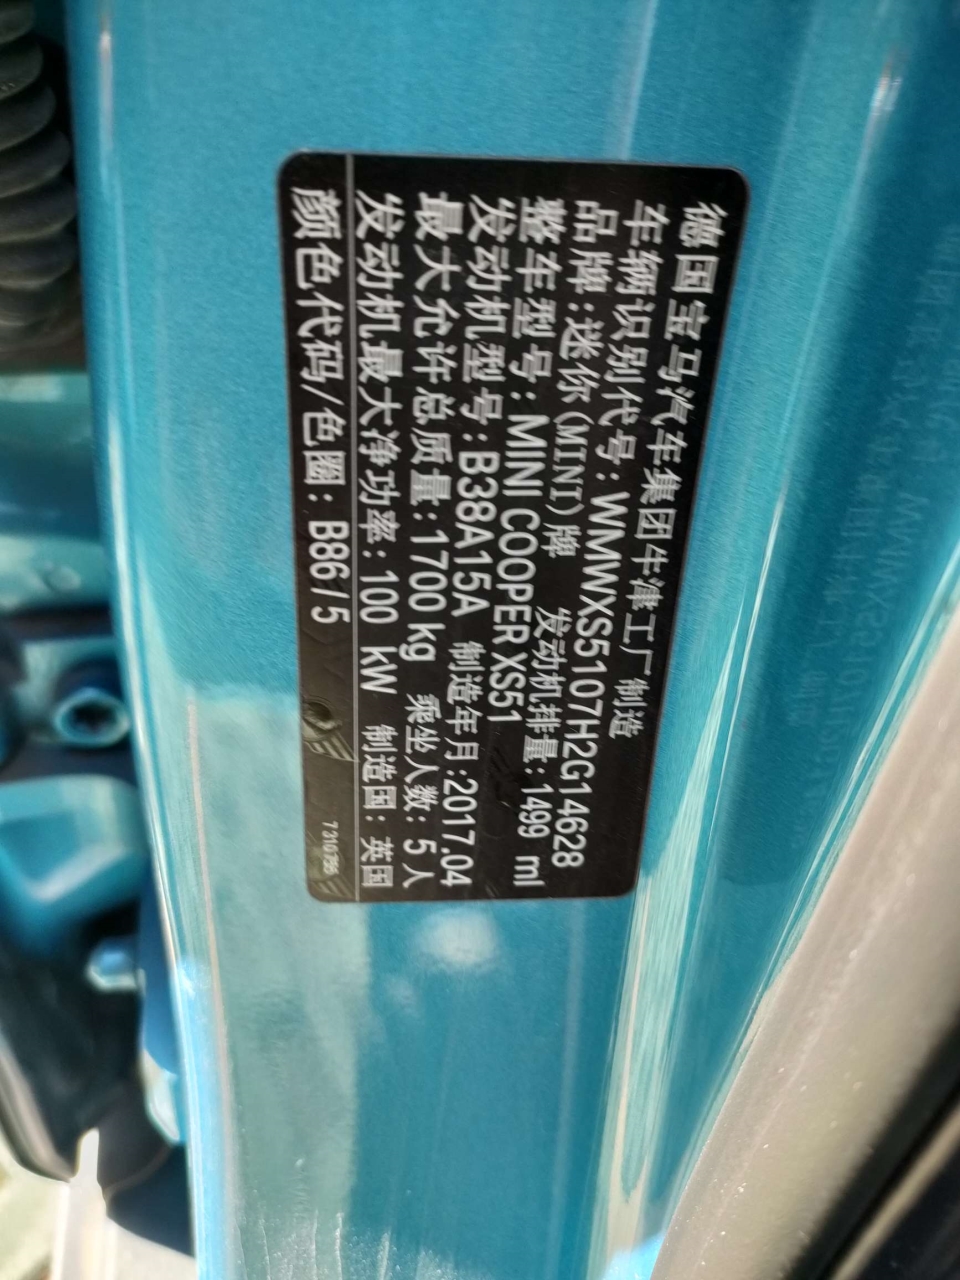 德国宝马汽车集团牛津工厂制造
车辆识别代号：WMWXS5107H2G14628
品牌：迷你(MINI)牌 发动机排量：1499 ml
整车型号：MINI COOPER XS51
发动机型号：B38A15A 制造年月：2017.04
最大允许总质量：1700 kg 乘坐人数：5人
发动机最大净功率：100 kW 制造国：英国
颜色代码/色圈：B86/5